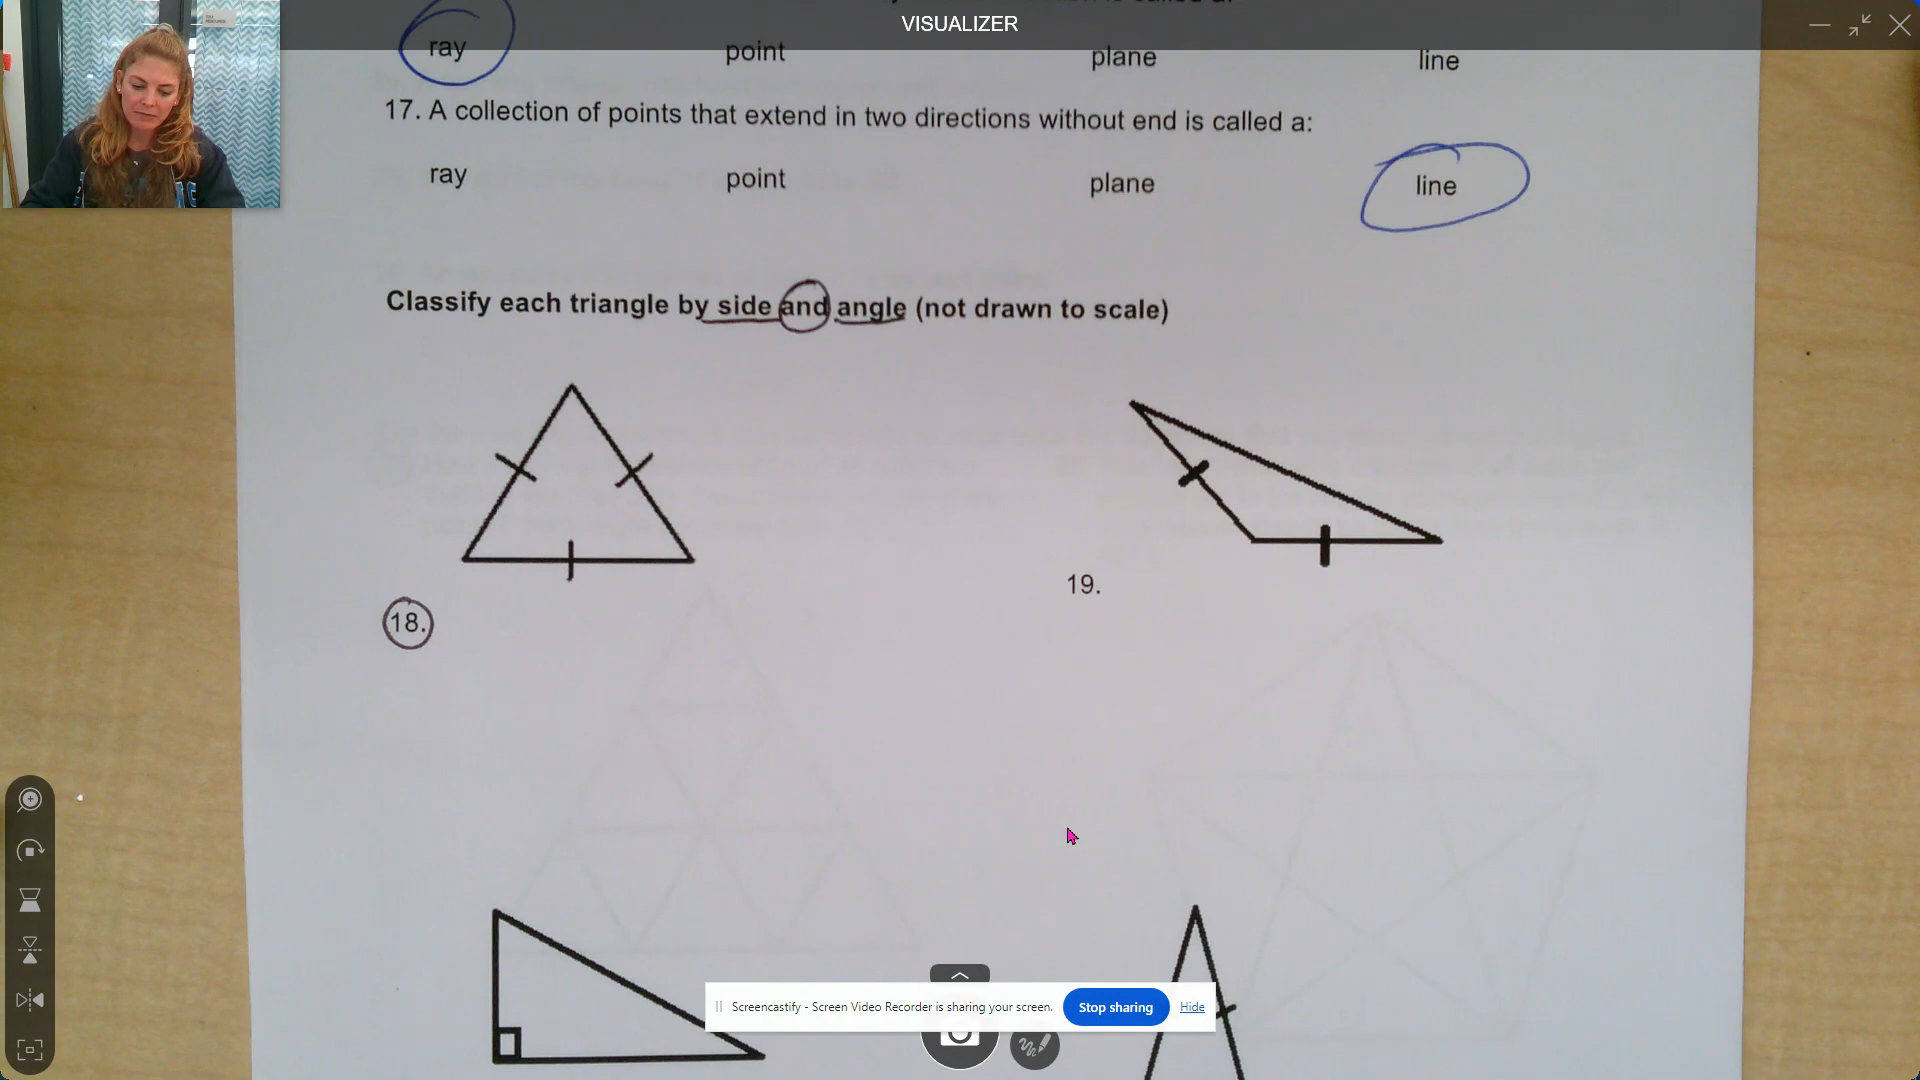 VISUALIZER
ray point plane line
17. A collection of points that extend in two directions without end is called a:
ray point plane line
Classify each triangle by side and angle (not drawn to scale)
18.
19.
Screencastify - Screen Video Recorder is sharing your screen.
Stop sharing
Hide